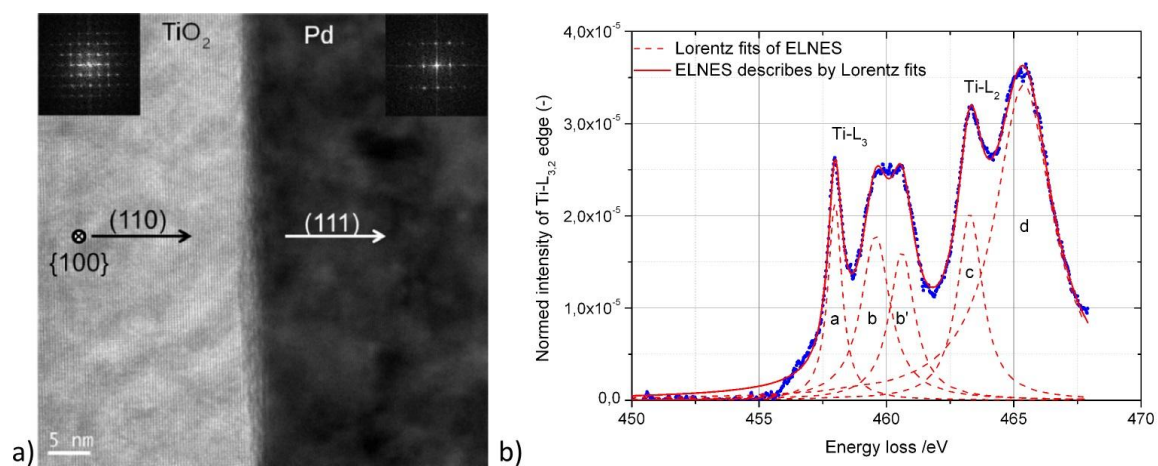 TiO₂
Pd
(110)
{100}
(111)
5 nm
a)
b)
Normed intensity of Ti-L₃,₂ edge (-)
4,0x10⁻⁵
3,0x10⁻⁵
2,0x10⁻⁵
1,0x10⁻⁵
0,0
Lorentz fits of ELNES
ELNES describes by Lorentz fits
Ti-L₃
Ti-L₂
a
b
b'
c
d
450
455
460
465
470
Energy loss /eV